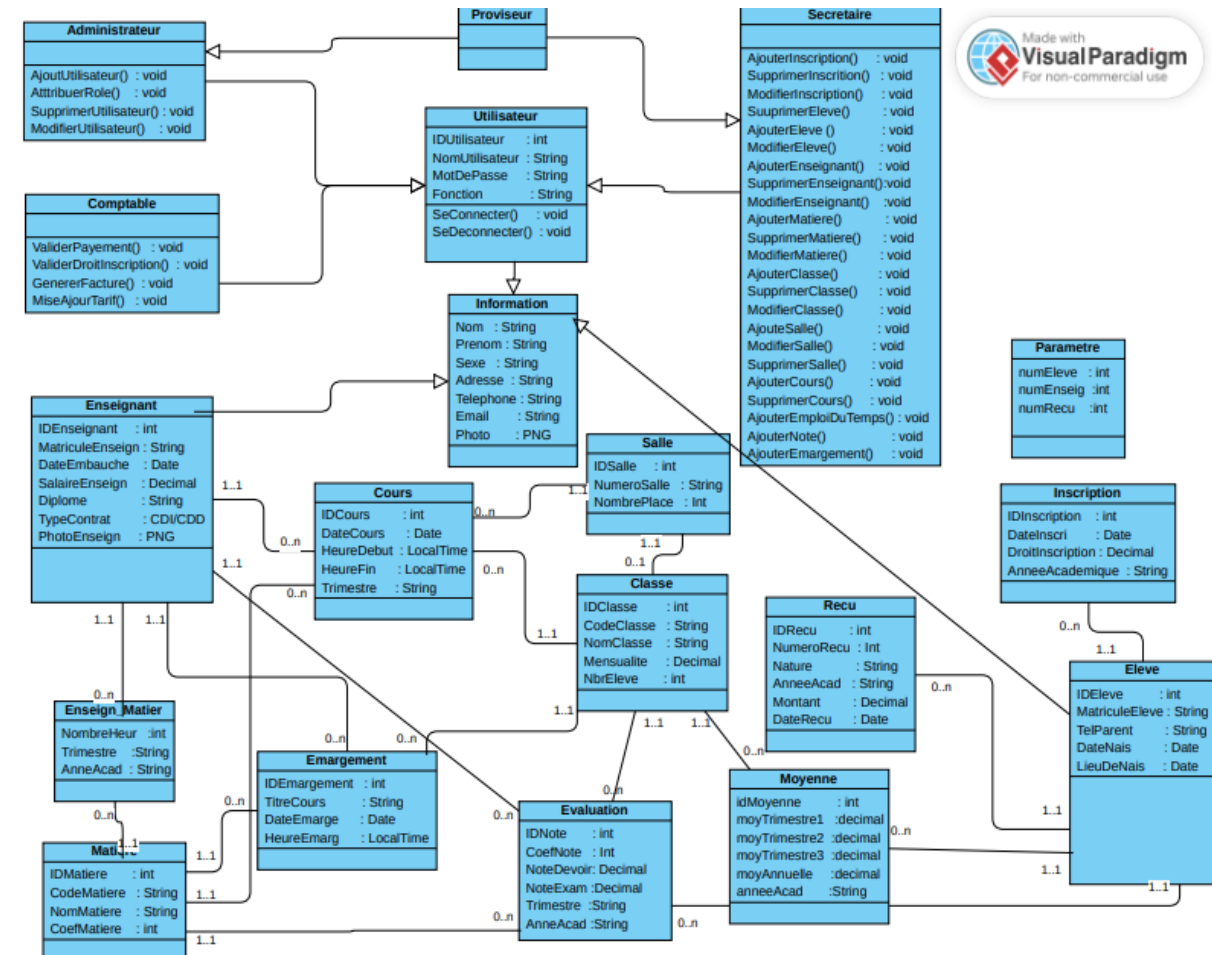 Administrateur
AjoutUtilisateur() : void
AtttribuerRole() : void
SupprimerUtilisateur() : void
ModifierUtilisateur() : void
Proviseur
Secretaire
AjouterInscription() : void
SupprimerInscrition() : void
ModifierInscription() : void
SuuprimerEleve() : void
AjouterEleve () : void
ModifierEleve() : void
AjouterEnseignant() : void
SupprimerEnseignant():void
ModifierEnseignant() :void
AjouterMatiere() : void
SupprimerMatiere() : void
ModifierMatiere() : void
AjouterClasse() : void
SupprimerClasse() : void
ModifierClasse() : void
AjouteSalle() : void
ModifierSalle() : void
SupprimerSalle() : void
AjouterCours() : void
SupprimerCours() : void
AjouterEmploiDuTemps() : void
AjouterNote() : void
AjouterEmargement() : void
Made with
Visual Paradigm
For non-commercial use
Utilisateur
IDUtilisateur : int
NomUtilisateur : String
MotDePasse : String
Fonction : String
SeConnecter() : void
SeDeconnecter() : void
Comptable
ValiderPayement() : void
ValiderDroitInscription() : void
GenererFacture() : void
MiseAjourTarif() : void
Information
Nom : String
Prenom : String
Sexe : String
Adresse : String
Telephone : String
Email : String
Photo : PNG
Parametre
numEleve : int
numEnseig :int
numRecu :int
Enseignant
IDEnseignant : int
MatriculeEnseign : String
DateEmbauche : Date
SalaireEnseign : Decimal
Diplome : String
TypeContrat : CDI/CDD
PhotoEnseign : PNG
1..1
0..n
1..1
1..1
1..1
Cours
IDCours : int
DateCours : Date
HeureDebut : LocalTime
HeureFin : LocalTime
Trimestre : String
0..n
0..n
0..n
1..1
Salle
IDSalle : int
NumeroSalle : String
NombrePlace : Int
1..1
1..1
0..1
Classe
IDClasse : int
CodeClasse : String
NomClasse : String
Mensualite : Decimal
NbrEleve : int
1..1
1..1
1..1
Inscription
IDInscription : int
DateInscri : Date
DroitInscription : Decimal
AnneeAcademique : String
0..n
1..1
Recu
IDRecu : int
NumeroRecu : Int
Nature : String
AnneeAcad : String
Montant : Decimal
DateRecu : Date
0..n
Eleve
IDEleve : int
MatriculeEleve : String
TelParent : String
DateNais : Date
LieuDeNais : Date
1..1
1..1
1..1
0..n
Enseign_Matier
NombreHeur :int
Trimestre :String
AnneAcad : String
0..n
1..1
Matiere
IDMatiere : int
CodeMatiere : String
NomMatiere : String
CoefMatiere : int
1..1
1..1
1..1
0..n
0..n
0..n
Emargement
IDEmargement : int
TitreCours : String
DateEmarge : Date
HeureEmarg : LocalTime
0..n
0..n
0..n
Evaluation
IDNote : int
CoefNote : Int
NoteDevoir: Decimal
NoteExam :Decimal
Trimestre :String
AnneAcad :String
0..n
0..n
Moyenne
idMoyenne : int
moyTrimestre1 :decimal
moyTrimestre2 :decimal
moyTrimestre3 :decimal
moyAnnuelle :decimal
anneeAcad :String
0..n